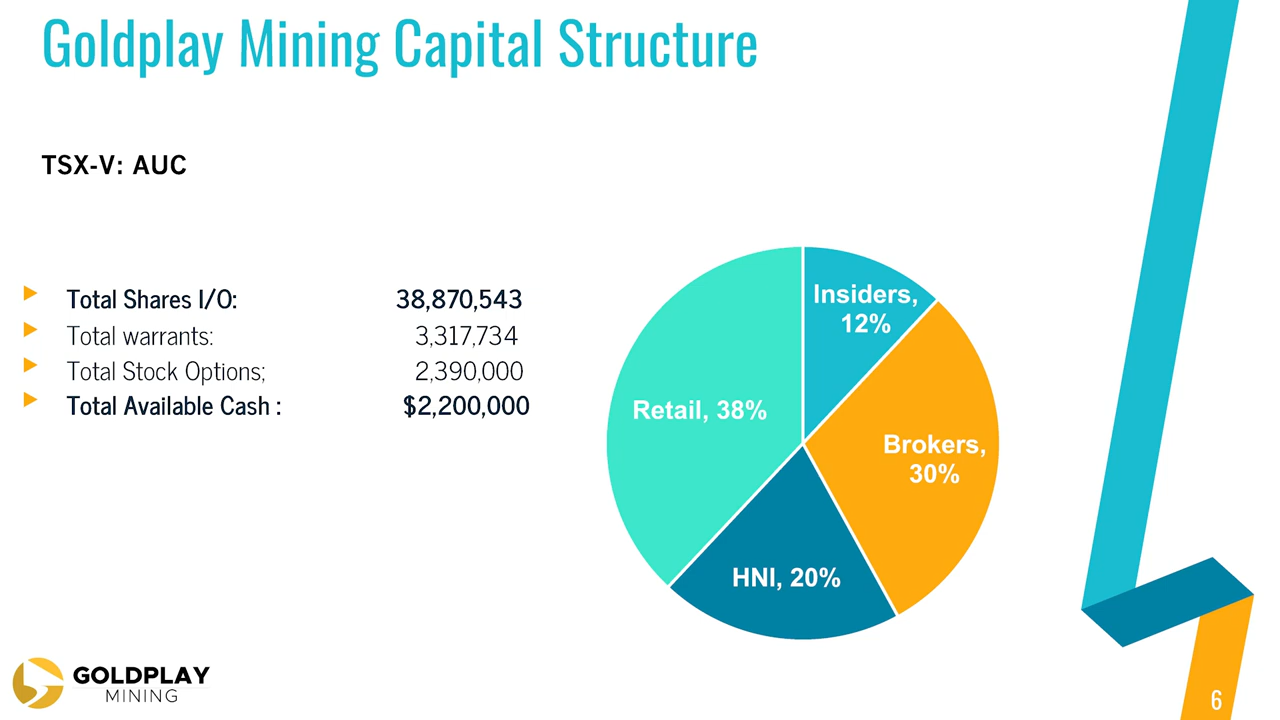 Goldplay Mining Capital Structure
TSX-V: AUC
Total Shares I/O: 38,870,543
Total warrants: 3,317,734
Total Stock Options; 2,390,000
Total Available Cash : $2,200,000
Insiders,
12%
Brokers,
30%
HNI, 20%
Retail, 38%
GOLDPLAY
MINING
6